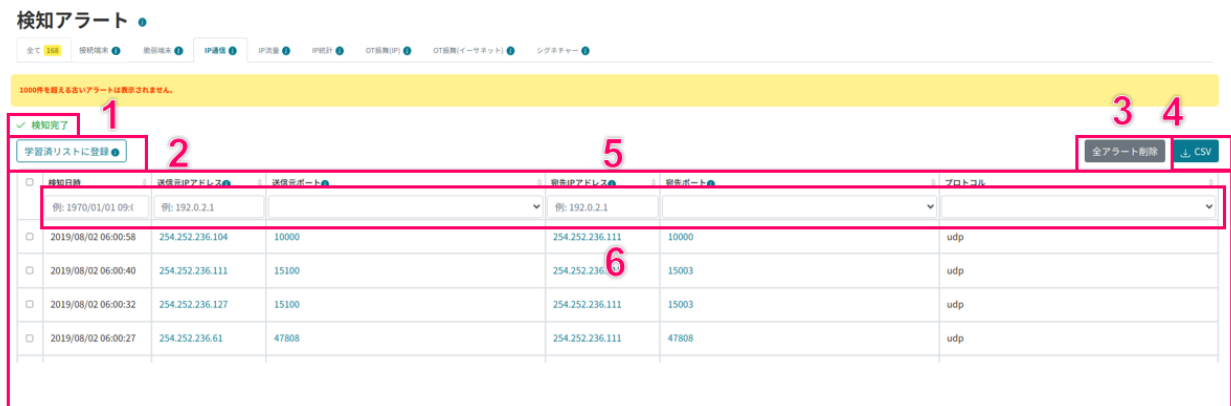 検知アラート
全て 168 接続端末 脆弱端末 IP通信 IP流量 IP統計 OT振舞(IP) OT振舞(イーサネット) シグネチャー
1000件を超える古いアラートは表示されません。
1
検知完了
3 4
学習済リストに登録
2
5
全アラート削除 CSV
検知日時 送信元IPアドレス 送信元ポート 宛先IPアドレス 宛先ポート プロトコル
例: 1970/01/01 09:( 例: 192.0.2.1 例: 192.0.2.1
2019/08/02 06:00:58 254.252.236.104 10000 254.252.236.111 10000 udp
6
2019/08/02 06:00:40 254.252.236.111 15100 254.252.236 15003 udp
2019/08/02 06:00:32 254.252.236.127 15100 254.252.236.111 15003 udp
2019/08/02 06:00:27 254.252.236.61 47808 254.252.236.111 47808 udp